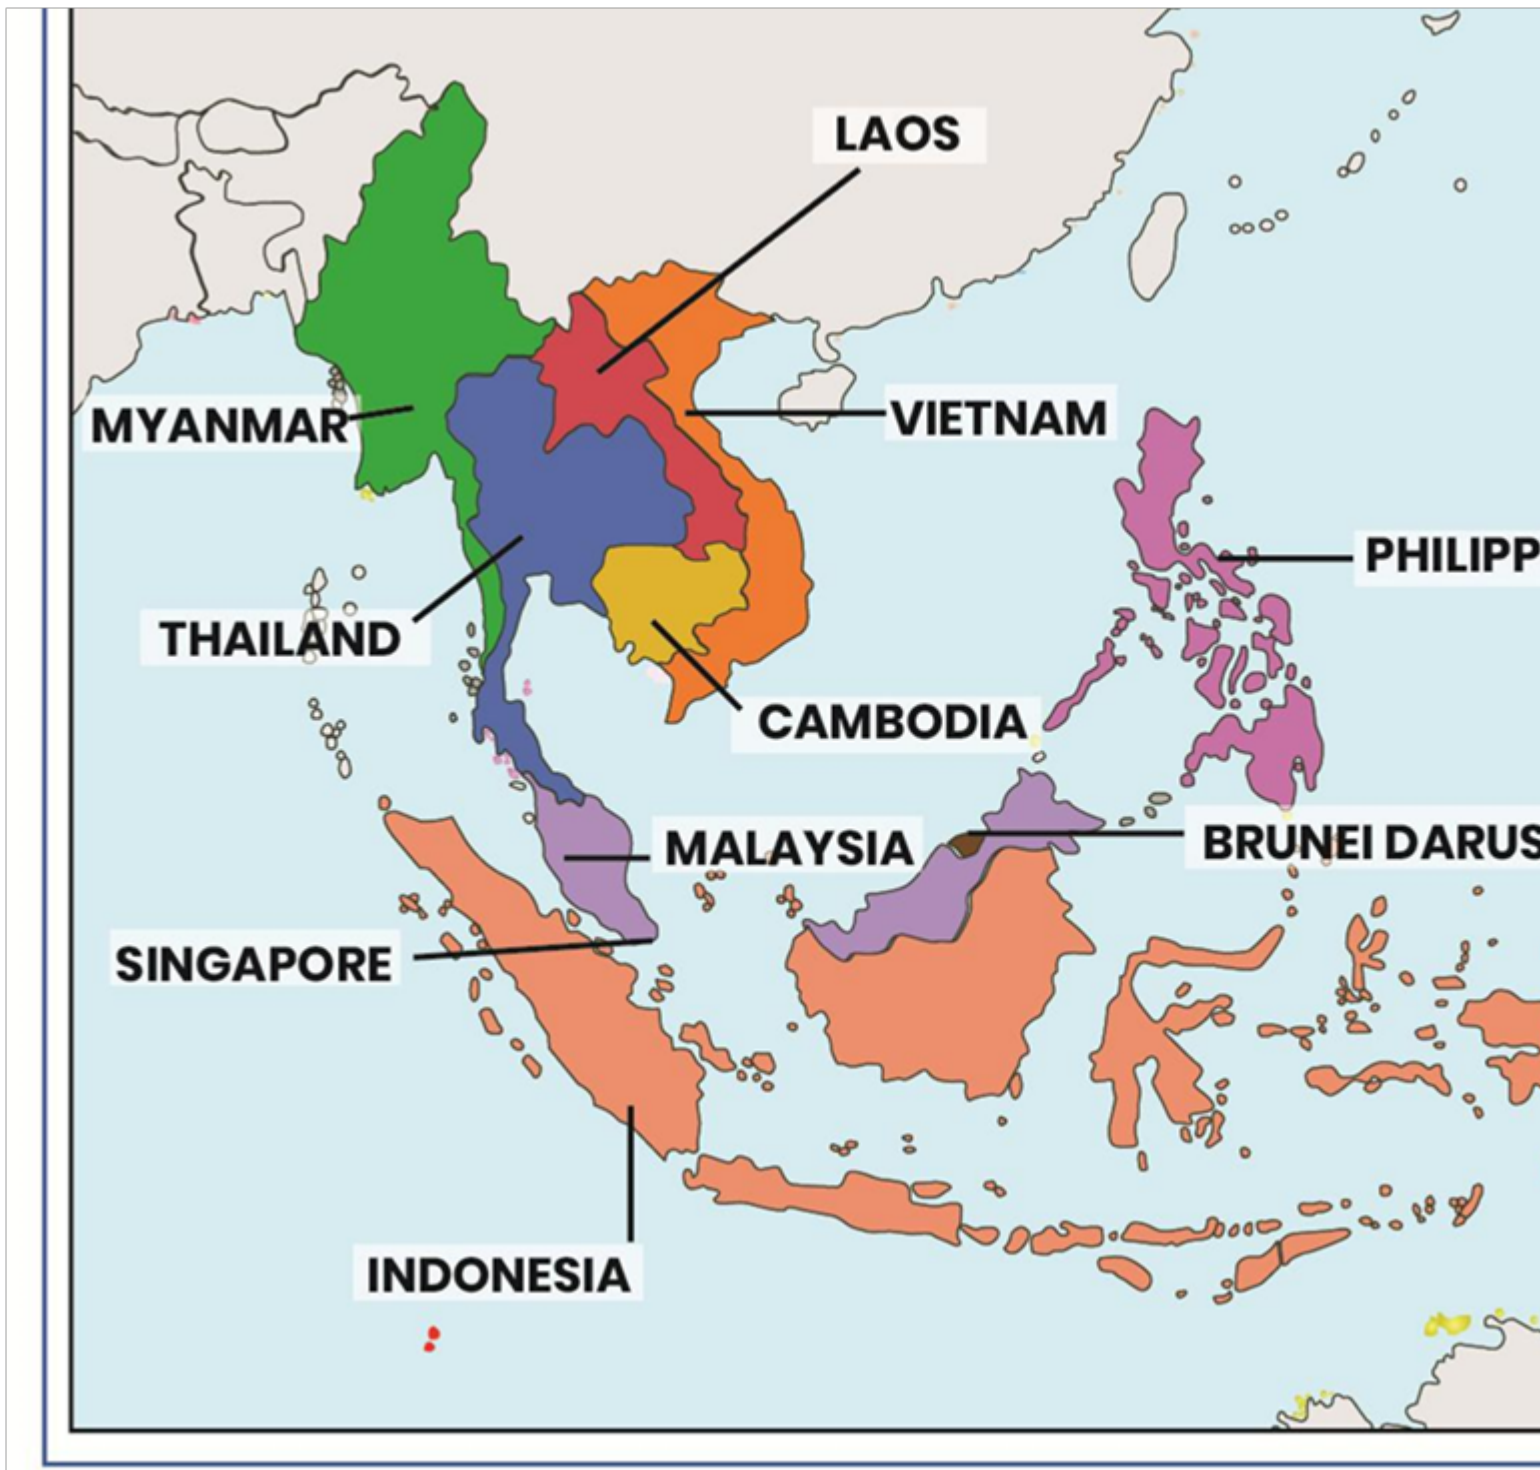 LAOS
MYANMAR
VIETNAM
PHILIPP
THAILAND
CAMBODIA
MALAYSIA
BRUNEI DARUS
SINGAPORE
INDONESIA